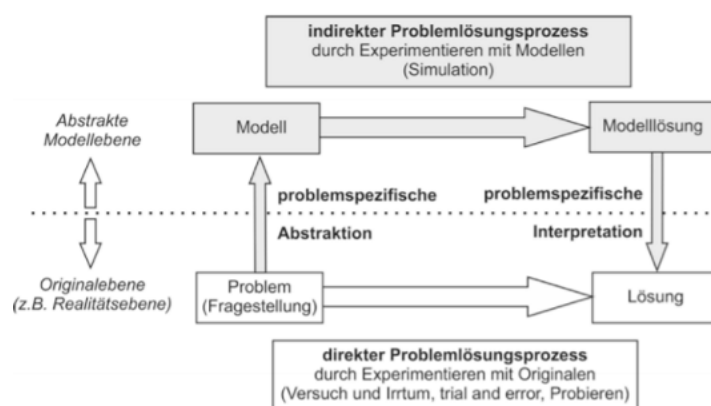 indirekter Problemlösungsprozess
durch Experimentieren mit Modellen
(Simulation)
Abstrakte
Modellebene
Modell
Modelllösung
problemspezifische
problemspezifische
Abstraktion
Interpretation
Originalebene
(z.B. Realitätsebene)
Problem
(Fragestellung)
Lösung
direkter Problemlösungsprozess
durch Experimentieren mit Originalen
(Versuch und Irrtum, trial and error, Probieren)